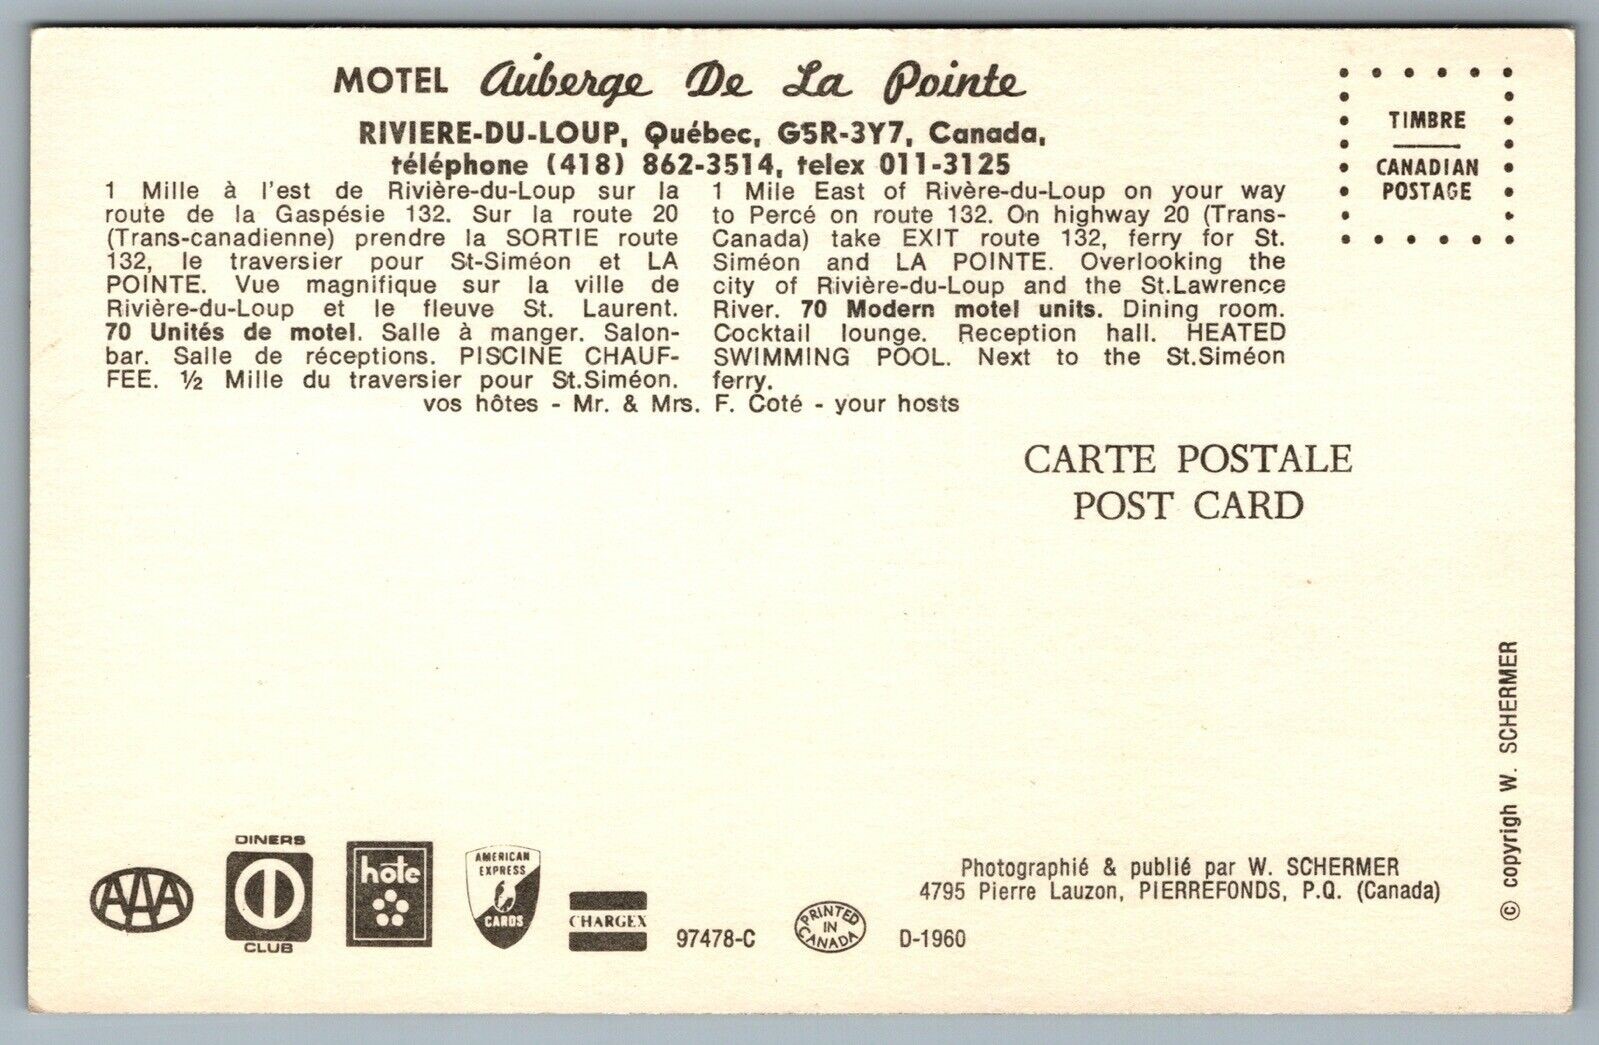 MOTEL Auberge De La Pointe
RIVIERE-DU-LOUP, Québec, G5R-3Y7, Canada,
téléphone (418) 862-3514, telex 011-3125
1 Mille à l'est de Rivière-du-Loup sur la
route de la Gaspésie 132. Sur la route 20
(Trans-canadienne) prendre la SORTIE route
132, le traversier pour St-Siméon et LA
POINTE. Vue magnifique sur la ville de
Rivière-du-Loup et le fleuve St. Laurent.
70 Unités de motel. Salle à manger. Salon-
bar. Salle de réceptions. PISCINE CHAUF-
FEE. ½ Mille du traversier pour St.Siméon.
1 Mile East of Rivère-du-Loup on your way
to Percé on route 132. On highway 20 (Trans-
Canada) take EXIT route 132, ferry for St.
Siméon and LA POINTE. Overlooking the
city of Rivière-du-Loup and the St.Lawrence
River. 70 Modern motel units. Dining room.
Cocktail lounge. Reception hall. HEATED
SWIMMING POOL. Next to the St.Siméon
ferry.
vos hôtes - Mr. & Mrs. F. Coté - your hosts
TIMBRE
CANADIAN
POSTAGE
CARTE POSTALE
POST CARD
© copyrigh W. SCHERMER
AAA
DINERS
CLUB
hôte
AMERICAN
EXPRESS
CARDS
CHARGEX
97478-C
PRINTED
IN
CANADA
D-1960
Photographié & publié par W. SCHERMER
4795 Pierre Lauzon, PIERREFONDS, P.Q. (Canada)